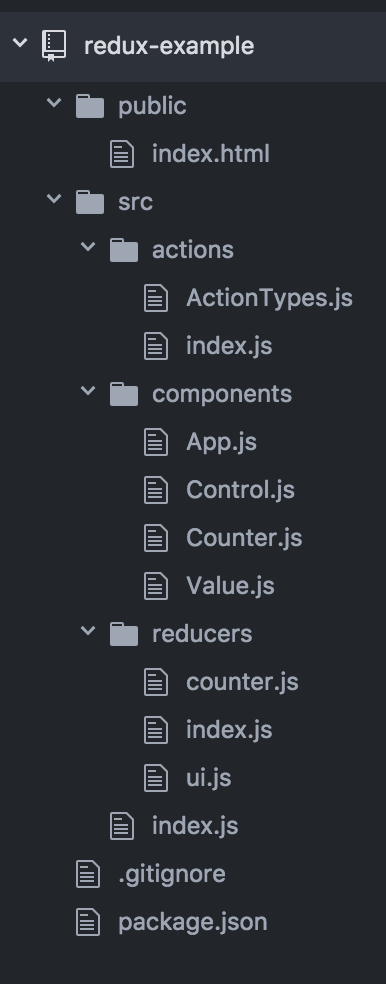 redux-example
public
index.html
src
actions
ActionTypes.js
index.js
components
App.js
Control.js
Counter.js
Value.js
reducers
counter.js
index.js
ui.js
index.js
.gitignore
package.json